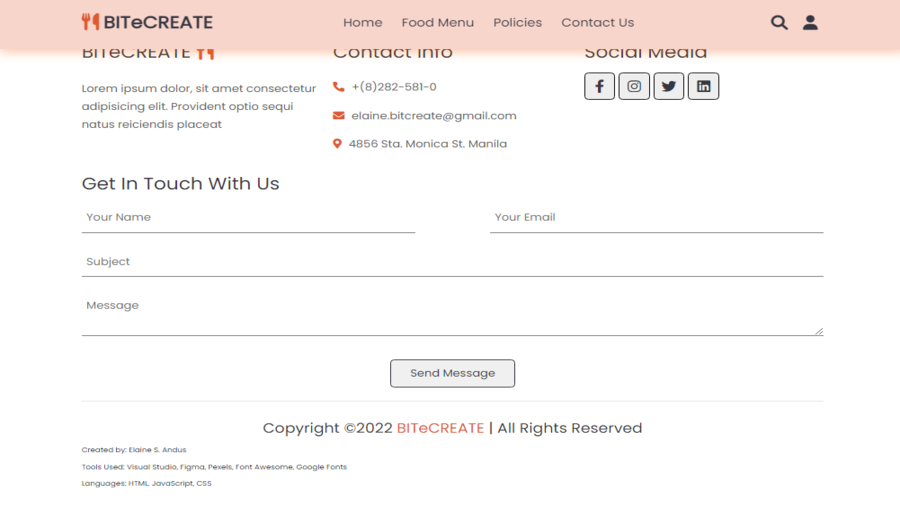 BITeCREATE
Home Food Menu Policies Contact Us
BITeCREATE
Lorem ipsum dolor, sit amet consectetur
adipisicing elit. Provident optio sequi
natus reiciendis placeat
Contact Info
+(8)282-581-0
elaine.bitcreate@gmail.com
4856 Sta. Monica St. Manila
Social Media
Get In Touch With Us
Your Name
Your Email
Subject
Message
Send Message
Copyright ©2022 BITeCREATE | All Rights Reserved
Created by: Elaine S. Andus
Tools Used: Visual Studio, Figma, Pexels, Font Awesome, Google Fonts
Languages: HTML, JavaScript, CSS